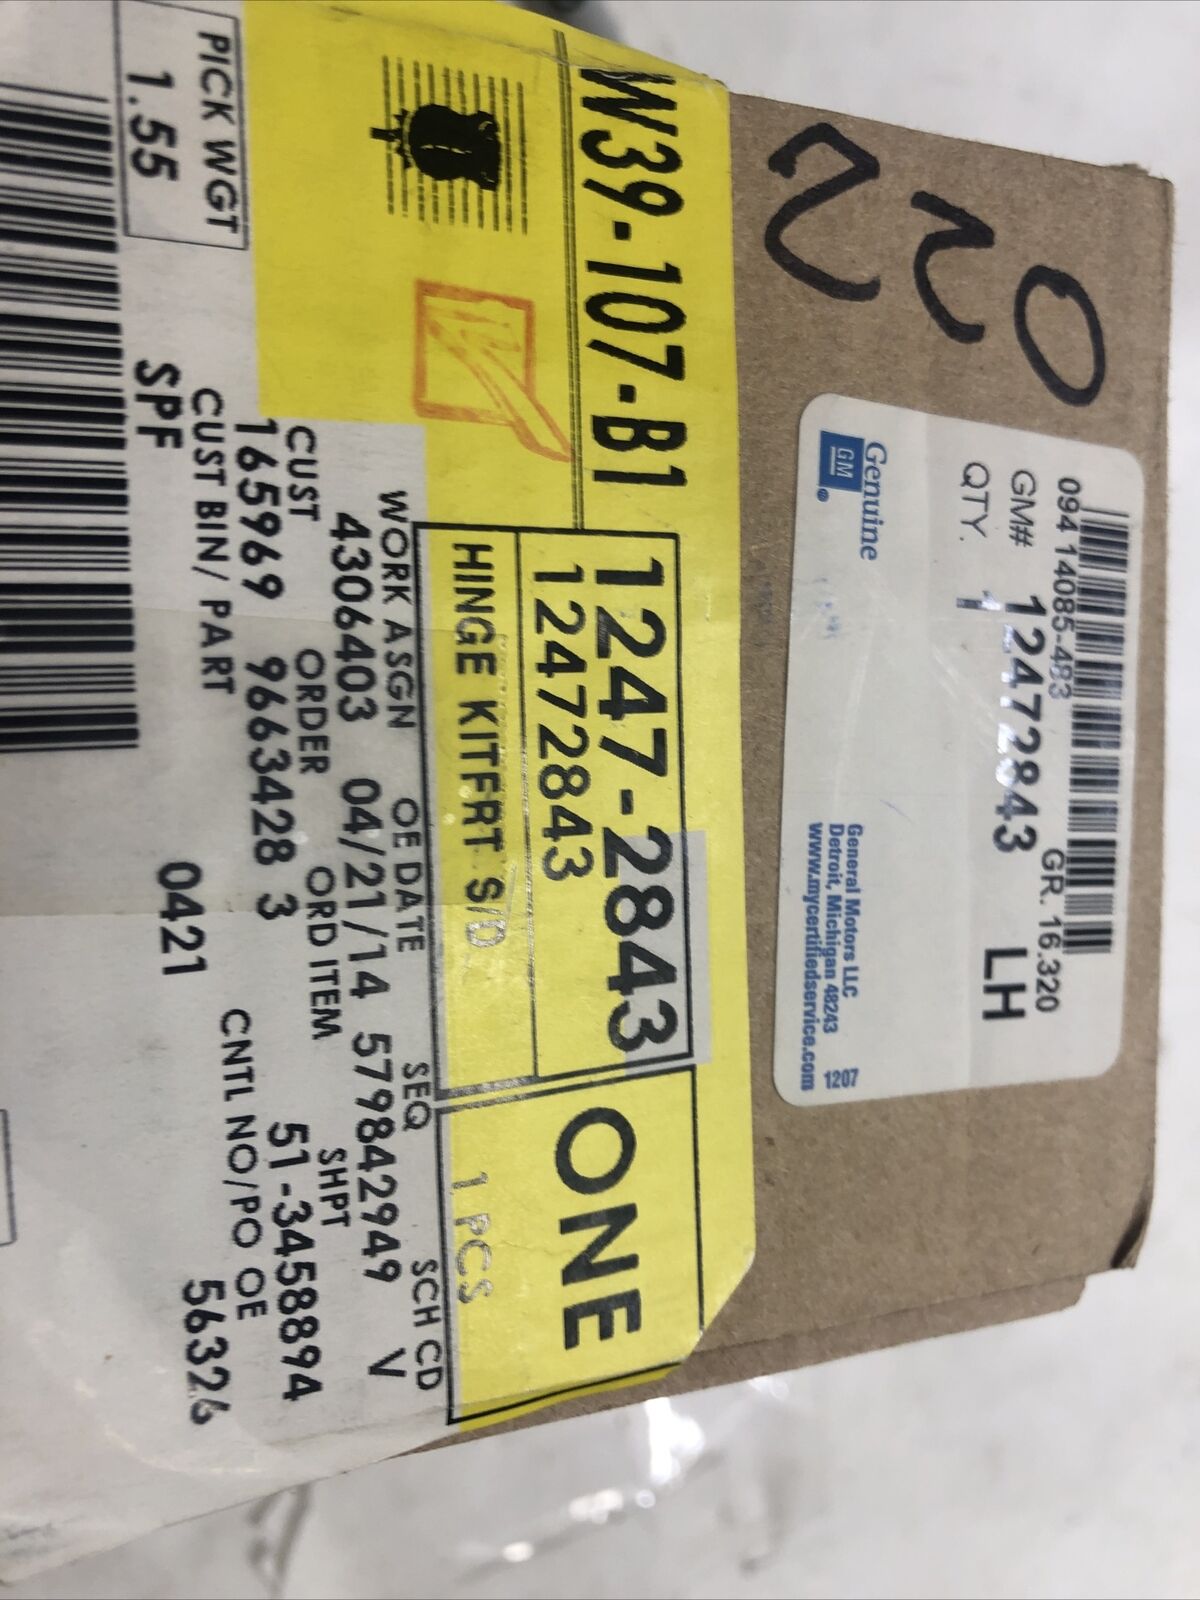 220
094 14085-483 GR. 16.320
GM# 12472843 LH
QTY. 1
Genuine
GM
General Motors LLC
Detroit, Michigan 48243
www.mycertifiedservice.com 1207
W39-107-B1
1247-2843
12472843
HINGE KITFRT S/D
ONE
1 PCS
WORK ASGN OE DATE SEQ SCH CD
4306403 04/21/14 579842949 V
CUST ORDER ORD ITEM SHPT
165969 9663428 3 51-3458894
CUST BIN/ PART CNTL NO/PO OE
SPF 0421 56326
PICK WGT
1.55